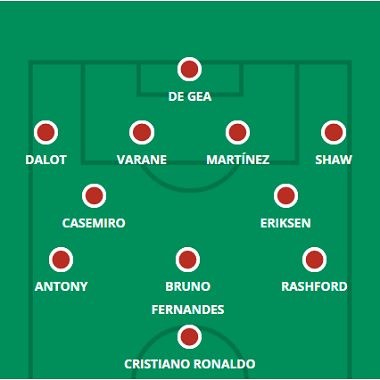 DE GEA
DALOT VARANE MARTÍNEZ SHAW
CASEMIRO ERIKSEN
ANTONY BRUNO RASHFORD
FERNANDES
CRISTIANO RONALDO